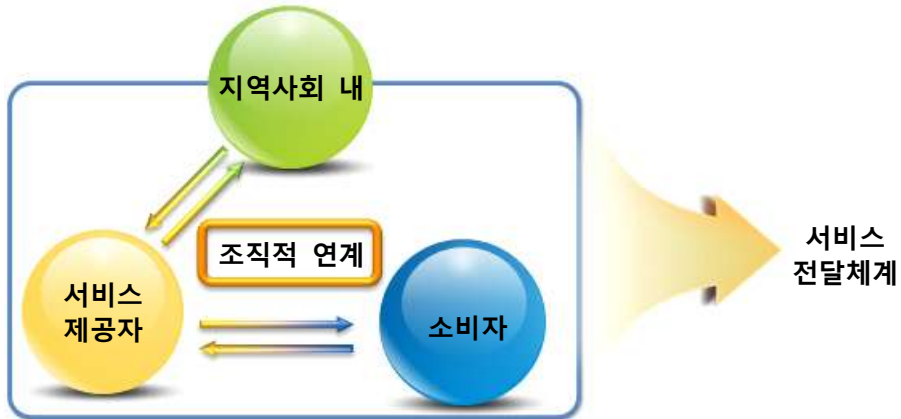 지역사회 내
조직적 연계
서비스
제공자
소비자
서비스
전달체계